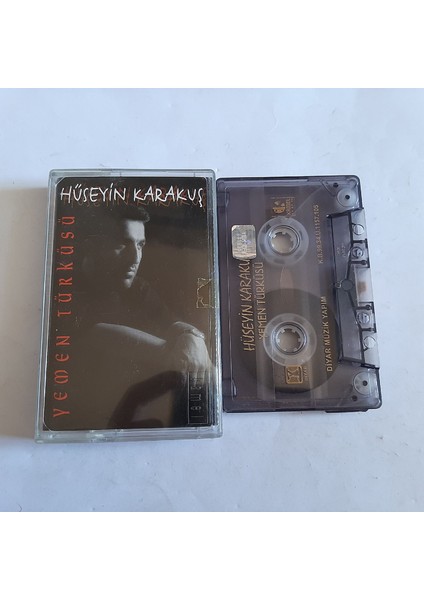 HÜSEYİN KARAKUŞ
YEMEN TÜRKÜSÜ
HÜSEYİN KARAKUŞ
YEMEN TÜRKÜSÜ
DİYAR MÜZİK YAPIM